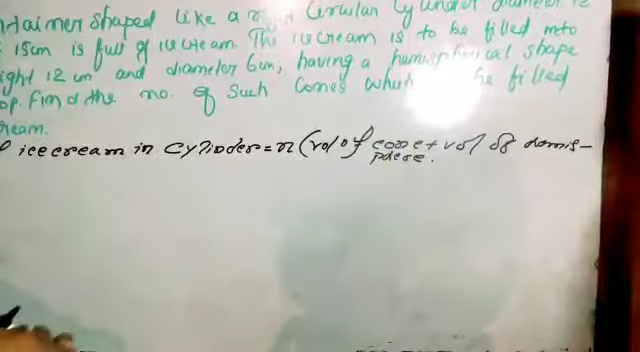 ntainer shaped like a Circular Cylinder diameter 12
15cm is full of ice cream. The ice cream is to be filled into
ight 12 cm and diameter 6cm, having a hemispherical shape
op. Find the no. of Such Cones which be filled
ream.
ice cream in Cylinder = n (vol of cone + vol of